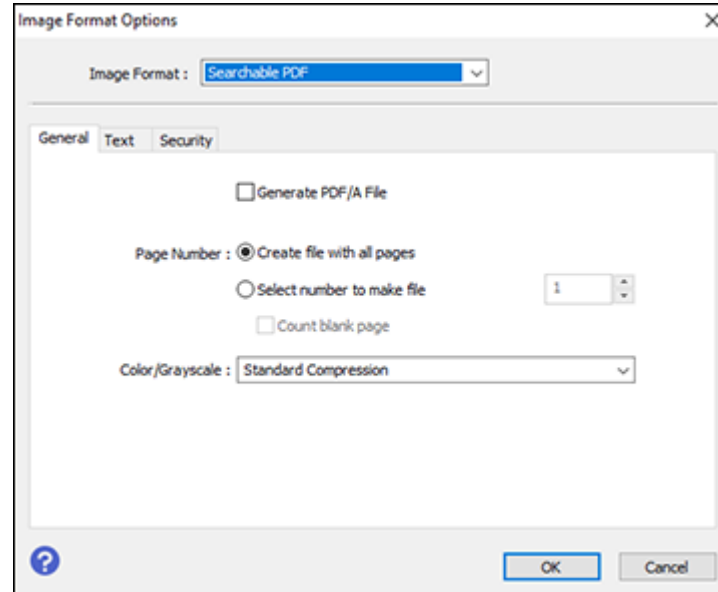 Image Format Options
Image Format : Searchable PDF
General Text Security
Generate PDF/A File
Page Number : Create file with all pages
Select number to make file 1
Count blank page
Color/Grayscale : Standard Compression
?
OK Cancel